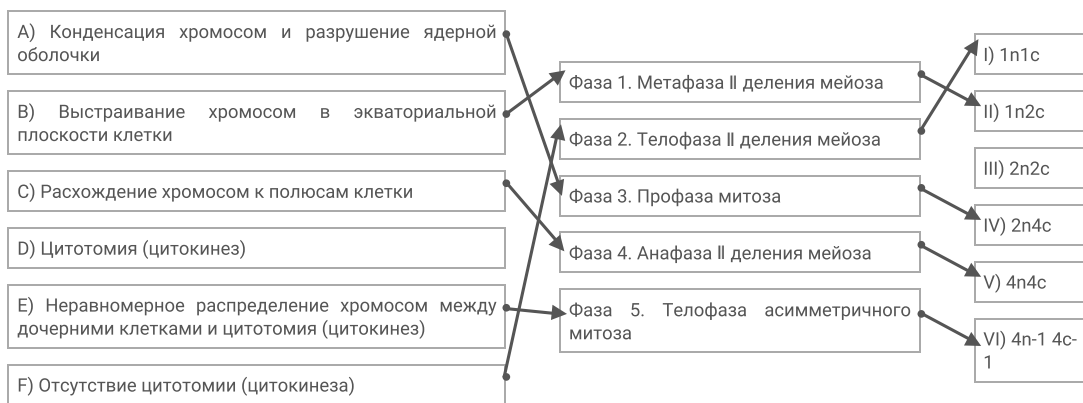 A) Конденсация хромосом и разрушение ядерной
оболочки
B) Выстраивание хромосом в экваториальной
плоскости клетки
C) Расхождение хромосом к полюсам клетки
D) Цитотомия (цитокинез)
E) Неравномерное распределение хромосом между
дочерними клетками и цитотомия (цитокинез)
F) Отсутствие цитотомии (цитокинеза)
Фаза 1. Метафаза II деления мейоза
Фаза 2. Телофаза II деления мейоза
Фаза 3. Профаза митоза
Фаза 4. Анафаза II деления мейоза
Фаза 5. Телофаза асимметричного
митоза
I) 1n1c
II) 1n2c
III) 2n2c
IV) 2n4c
V) 4n4c
VI) 4n-1 4c-
1